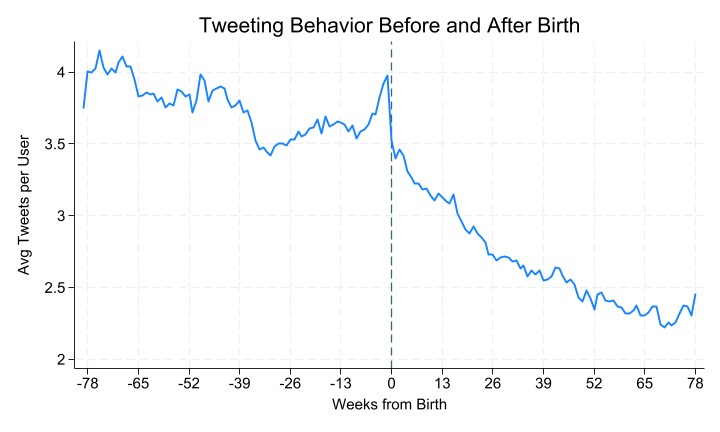 Tweeting Behavior Before and After Birth
Avg Tweets per User
4
3.5
3
2.5
2
-78 -65 -52 -39 -26 -13 0 13 26 39 52 65 78
Weeks from Birth